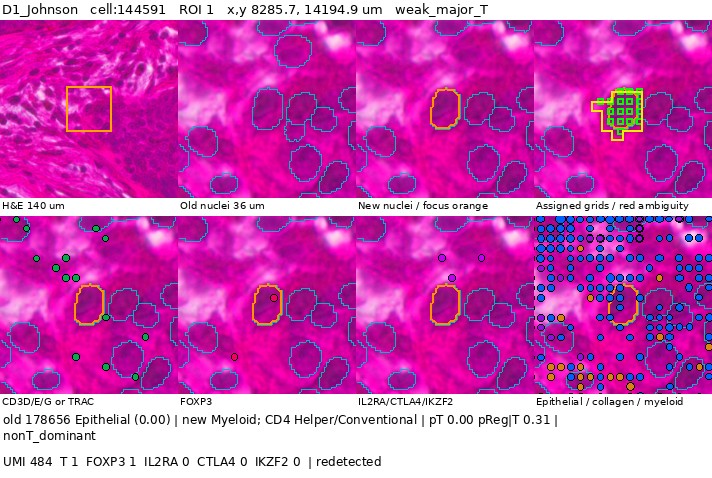 D1_Johnson   cell:144591   ROI 1   x,y 8285.7, 14194.9 um   weak_major_T
H&E 140 um
Old nuclei 36 um
New nuclei / focus orange
Assigned grids / red ambiguity
CD3D/E/G or TRAC
FOXP3
IL2RA/CTLA4/IKZF2
Epithelial / collagen / myeloid
old 178656 Epithelial (0.00) | new Myeloid; CD4 Helper/Conventional | pT 0.00 pReg|T 0.31 |
nonT_dominant
UMI 484  T 1  FOXP3 1  IL2RA 0  CTLA4 0  IKZF2 0  | redetected